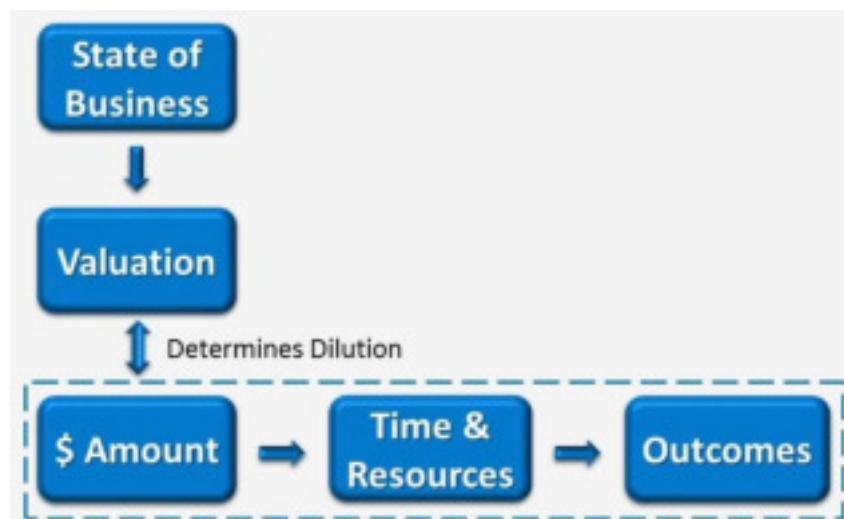 State of
Business
Valuation
Determines Dilution
$ Amount
Time &
Resources
Outcomes